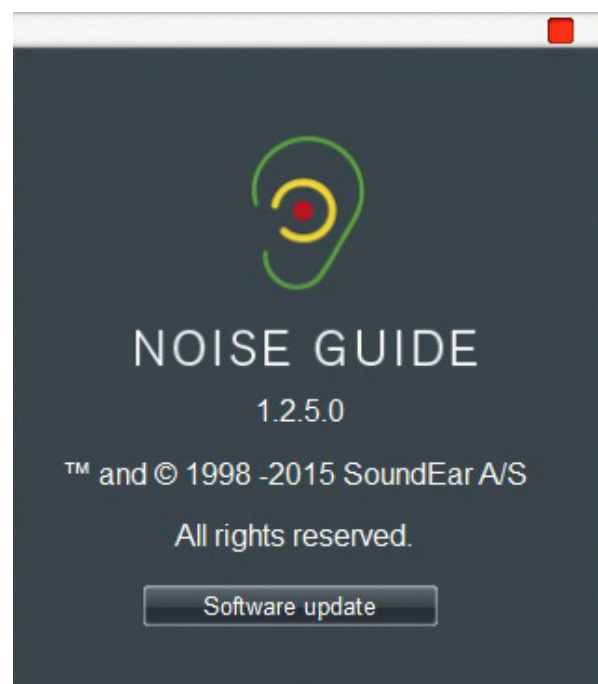 NOISE GUIDE
1.2.5.0
™ and © 1998 -2015 SoundEar A/S
All rights reserved.
Software update